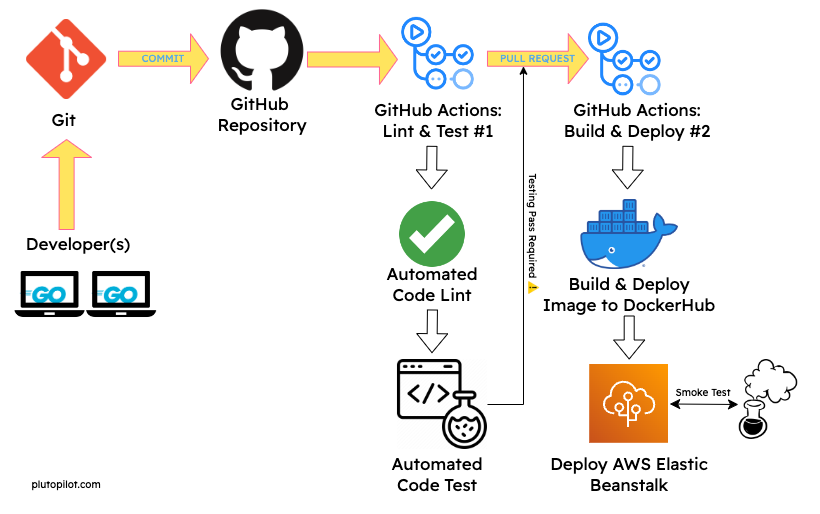 COMMIT
PULL REQUEST
Git
GitHub
Repository
GitHub Actions:
Lint & Test #1
GitHub Actions:
Build & Deploy #2
Developer(s)
GO
GO
Testing Pass Required
Automated
Code Lint
Build & Deploy
Image to DockerHub
</>
Smoke Test
Automated
Code Test
Deploy AWS Elastic
Beanstalk
plutopilot.com